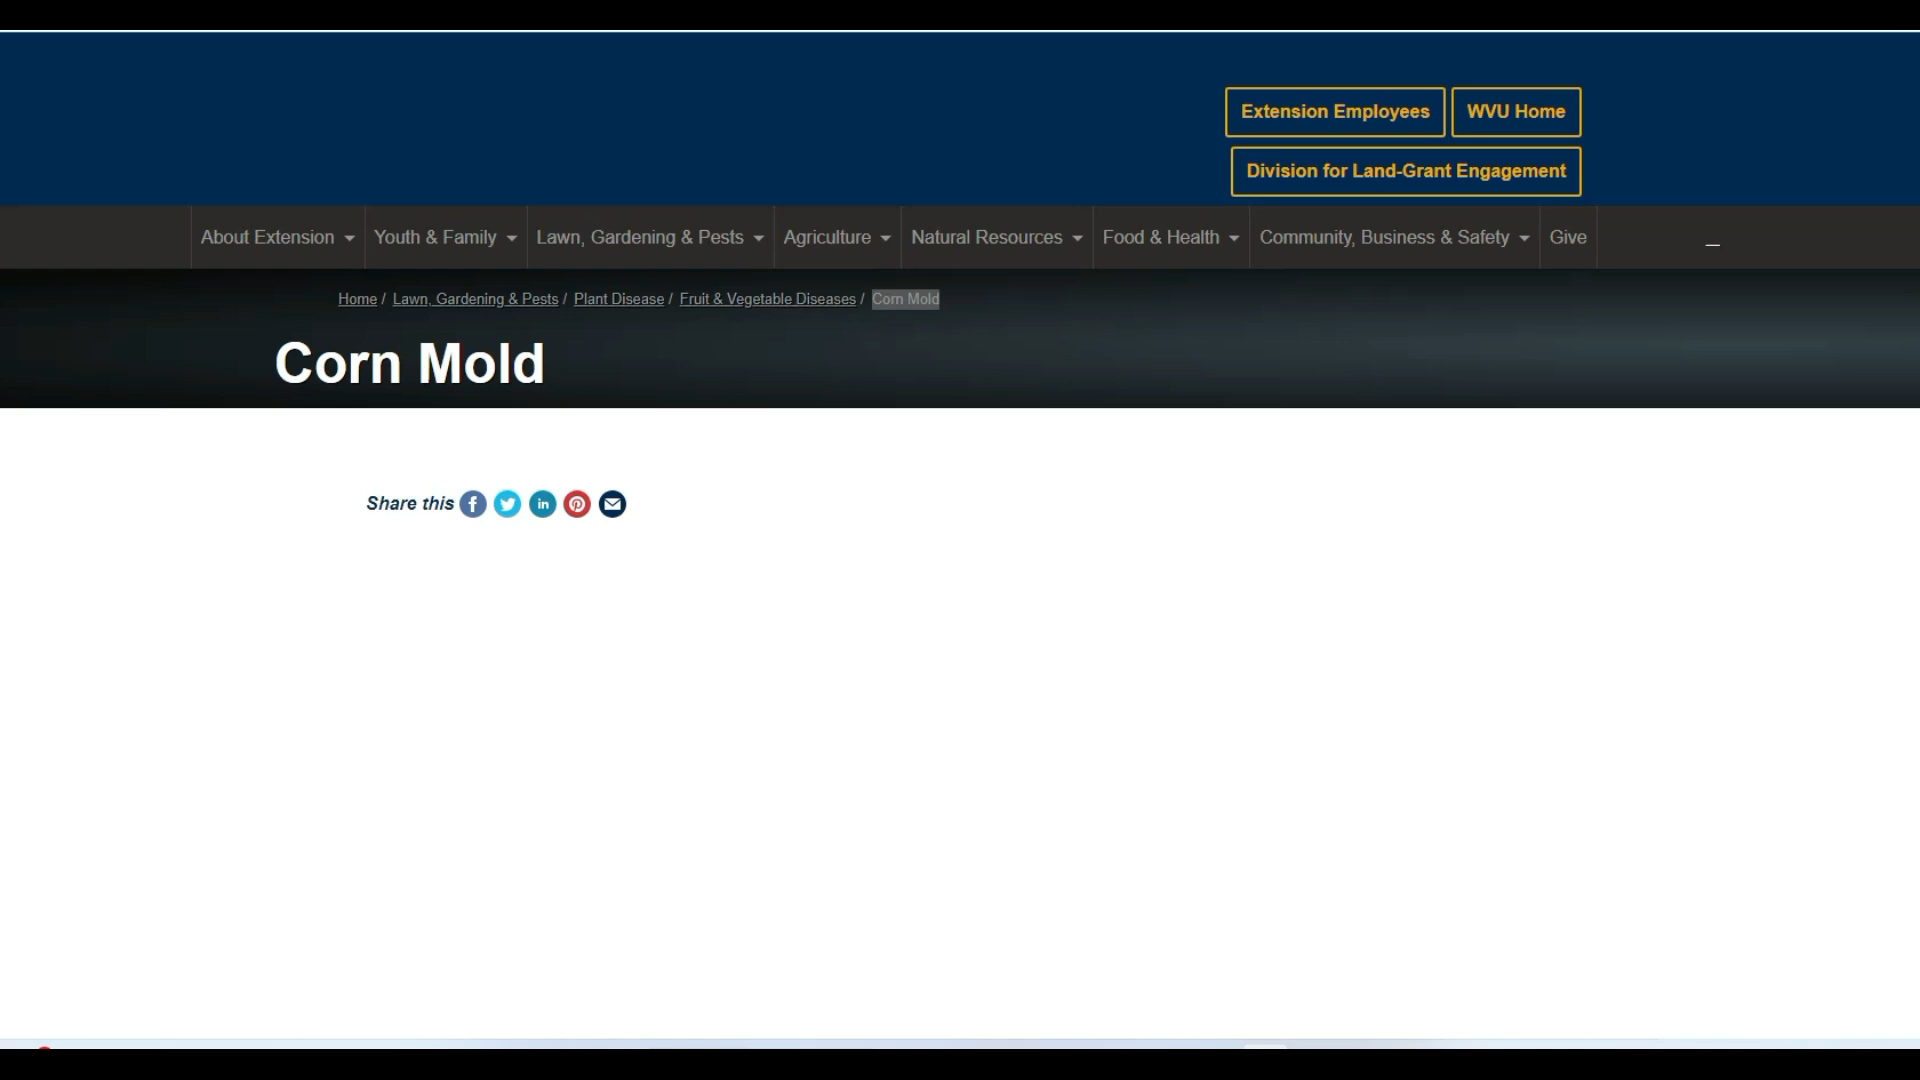 Extension Employees
WVU Home
Division for Land-Grant Engagement
About Extension
Youth & Family
Lawn, Gardening & Pests
Agriculture
Natural Resources
Food & Health
Community, Business & Safety
Give
Home / Lawn, Gardening & Pests / Plant Disease / Fruit & Vegetable Diseases / Corn Mold
Corn Mold
Share this